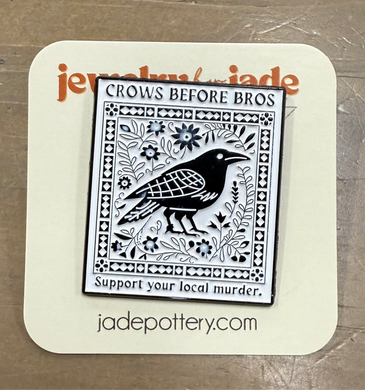 jewelry by jade
CROWS BEFORE BROS
Support your local murder.
jadepottery.com